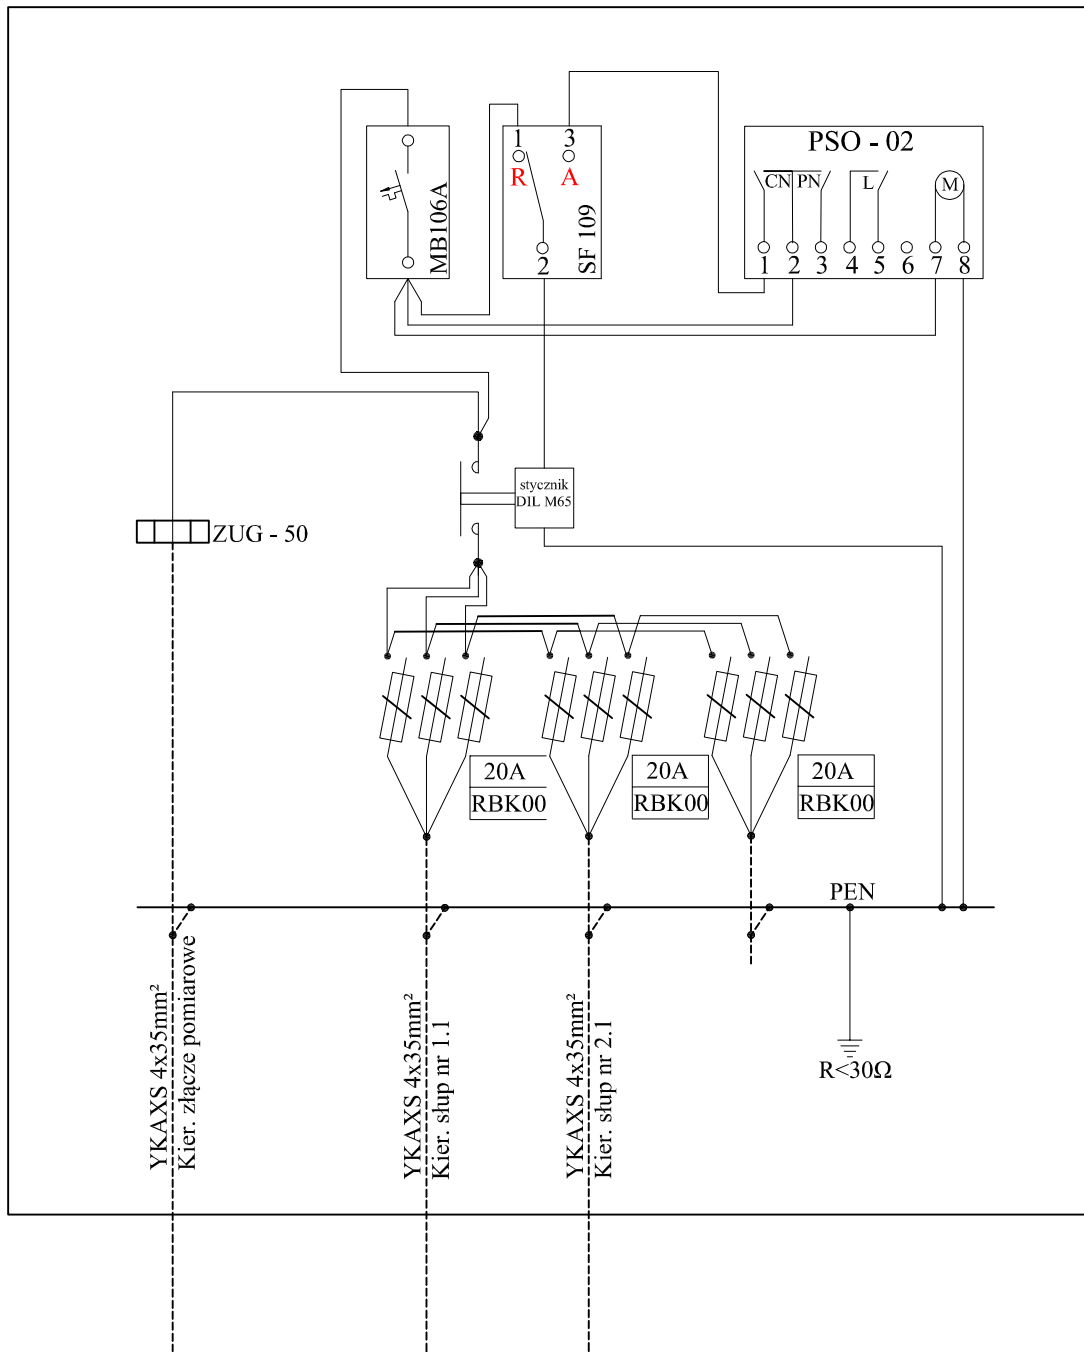 MB106A
1
3
R
A
2
SF 109
PSO - 02
CN
PN
L
M
1 2 3 4 5 6 7 8
stycznik
DIL M65
ZUG - 50
20A
RBK00
20A
RBK00
20A
RBK00
PEN
R<30Ω
YKAXS 4x35mm²
Kier. złącze pomiarowe
YKAXS 4x35mm²
Kier. słup nr 1.1
YKAXS 4x35mm²
Kier. słup nr 2.1